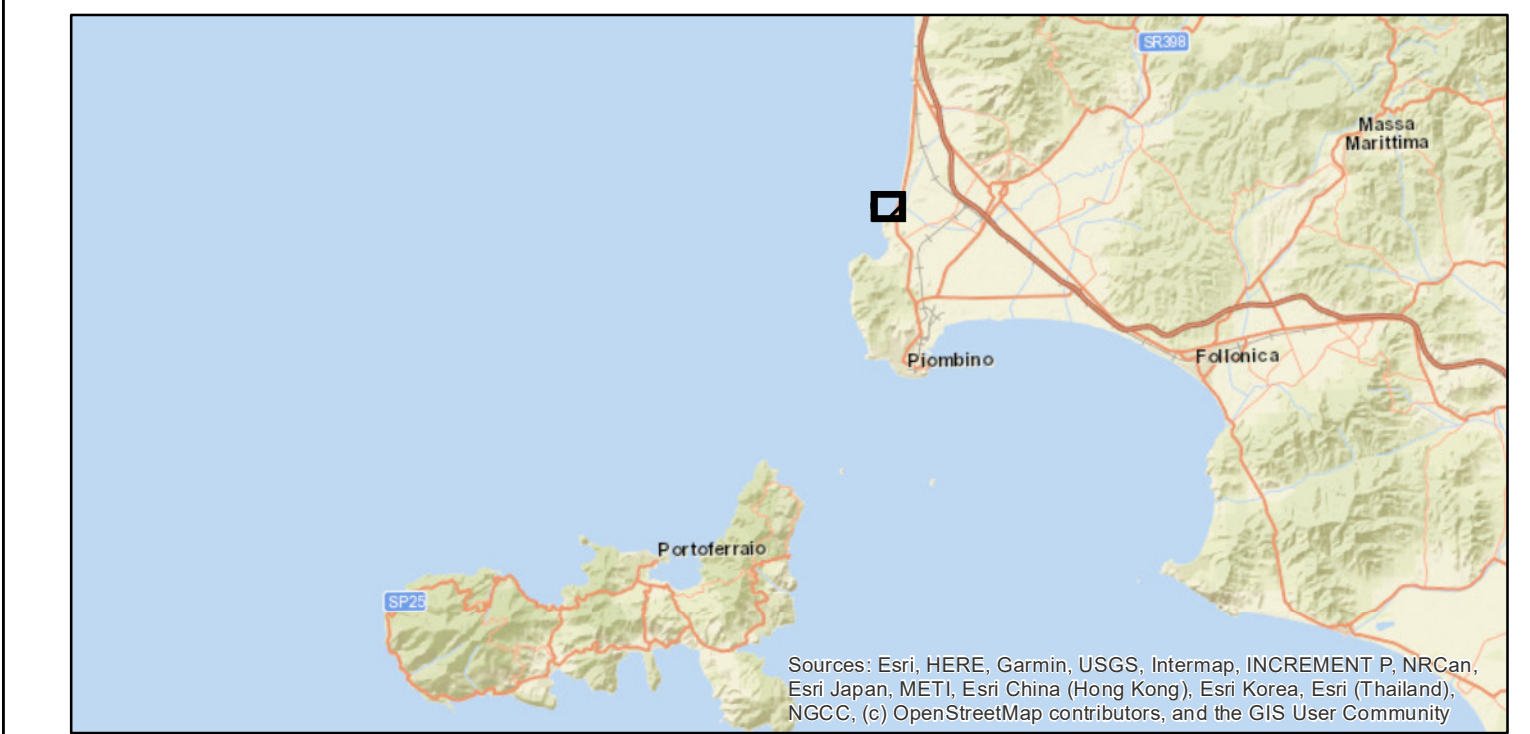 SR398
Massa
Marittima
Piombino
Follonica
Portoferraio
SP25
Sources: Esri, HERE, Garmin, USGS, Intermap, INCREMENT P, NRCan,
Esri Japan, METI, Esri China (Hong Kong), Esri Korea, Esri (Thailand),
NGCC, (c) OpenStreetMap contributors, and the GIS User Community